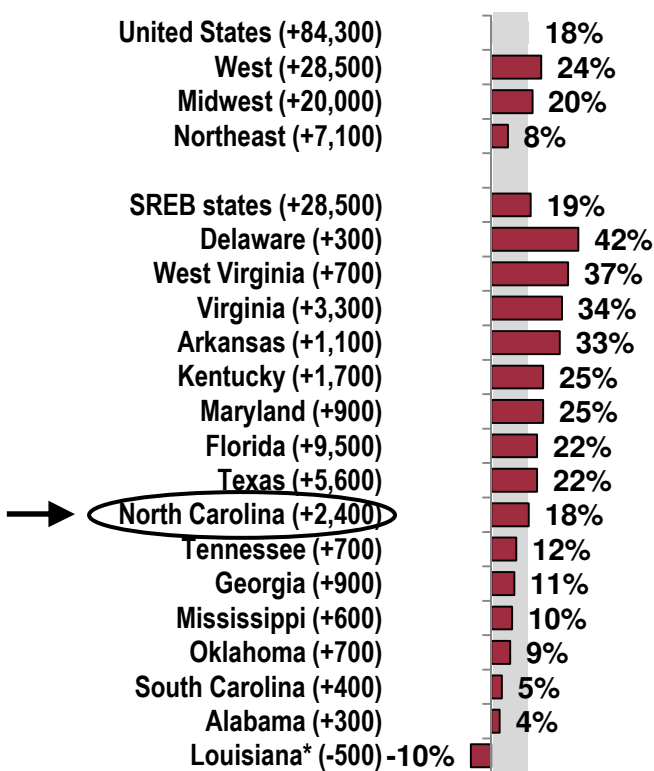 United States (+84,300) 18%
West (+28,500) 24%
Midwest (+20,000) 20%
Northeast (+7,100) 8%
SREB states (+28,500) 19%
Delaware (+300) 42%
West Virginia (+700) 37%
Virginia (+3,300) 34%
Arkansas (+1,100) 33%
Kentucky (+1,700) 25%
Maryland (+900) 25%
Florida (+9,500) 22%
Texas (+5,600) 22%
North Carolina (+2,400) 18%
Tennessee (+700) 12%
Georgia (+900) 11%
Mississippi (+600) 10%
Oklahoma (+700) 9%
South Carolina (+400) 5%
Alabama (+300) 4%
Louisiana* (-500) -10%